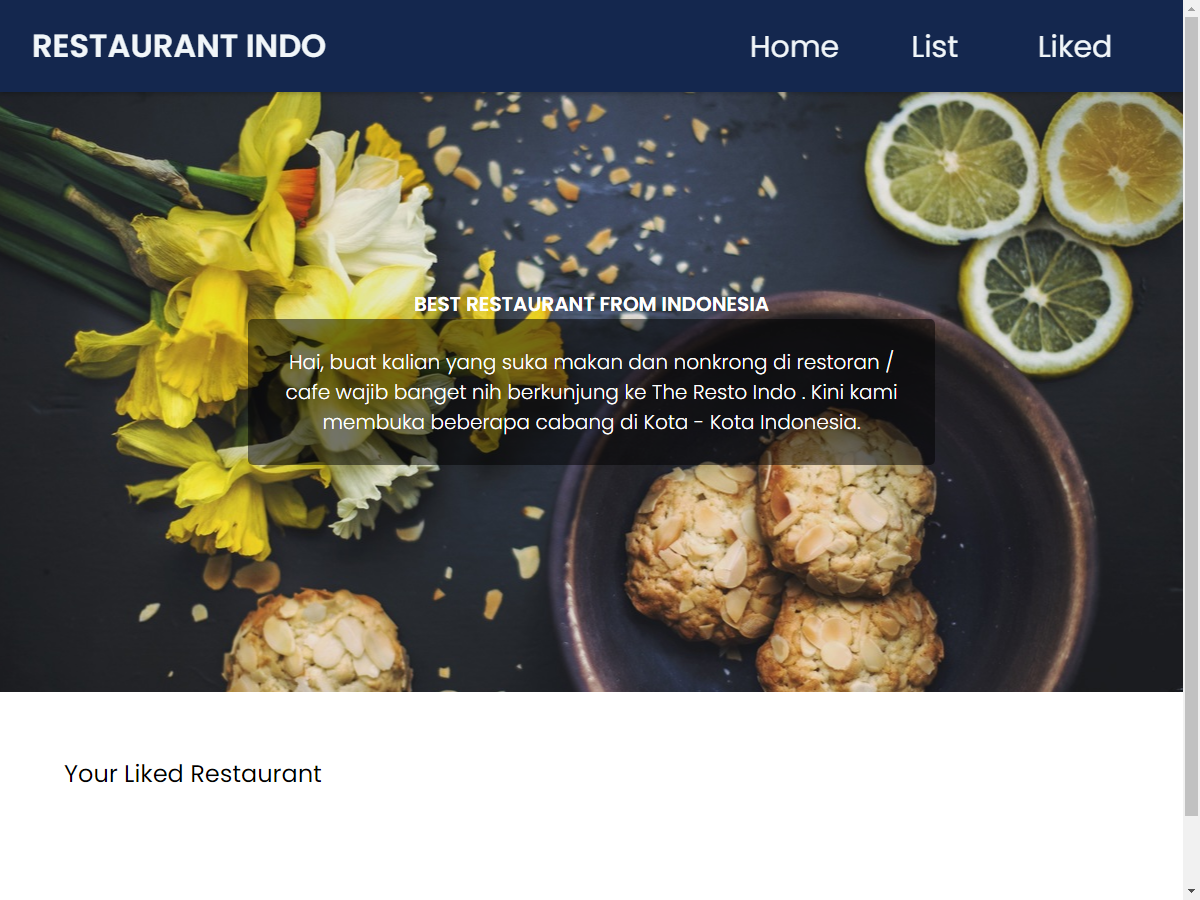 RESTAURANT INDO
Home List Liked
BEST RESTAURANT FROM INDONESIA
Hai, buat kalian yang suka makan dan nonkrong di restoran /
cafe wajib banget nih berkunjung ke The Resto Indo . Kini kami
membuka beberapa cabang di Kota - Kota Indonesia.
Your Liked Restaurant